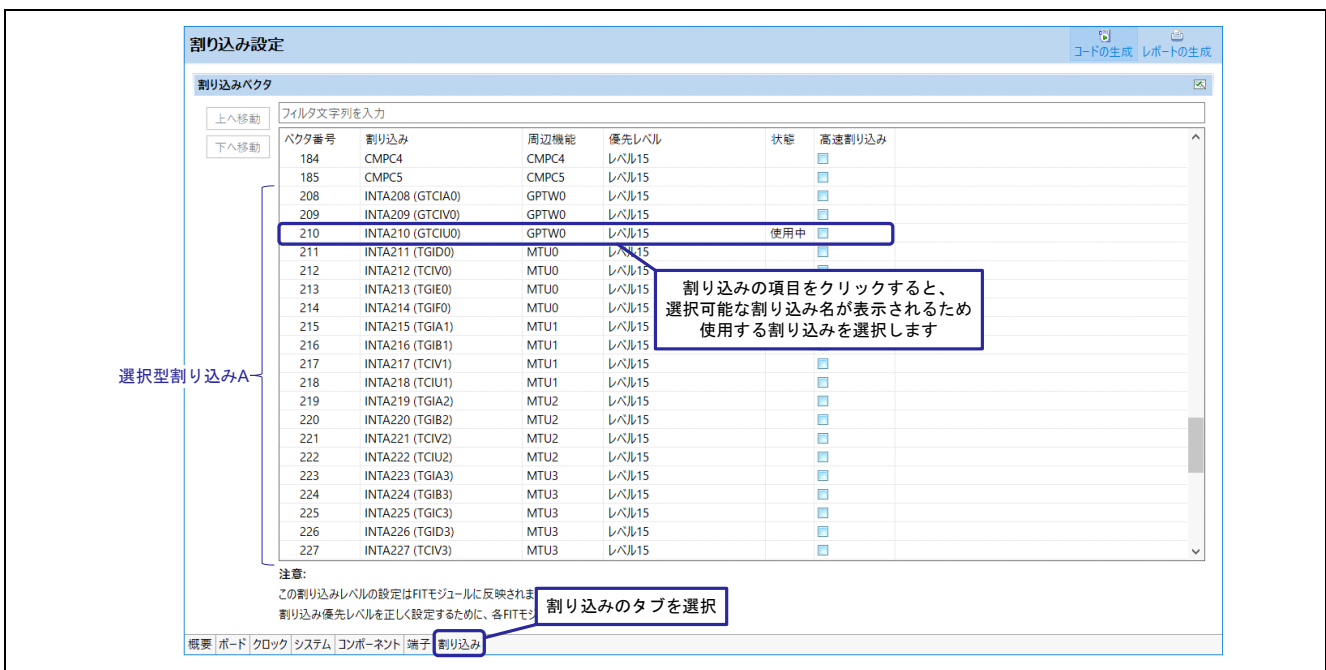 割り込み設定
コードの生成 レポートの生成
割り込みベクタ
上へ移動
下へ移動
フィルタ文字列を入力
ベクタ番号 割り込み 周辺機能 優先レベル 状態 高速割り込み
184 CMPC4 CMPC4 レベル15
185 CMPC5 CMPC5 レベル15
208 INTA208 (GTCIA0) GPTW0 レベル15
209 INTA209 (GTCIV0) GPTW0 レベル15
210 INTA210 (GTCIU0) GPTW0 レベル15 使用中
211 INTA211 (TGID0) MTU0 レベル15
212 INTA212 (TCIV0) MTU0 レベル15
213 INTA213 (TGIE0) MTU0 レベル15
214 INTA214 (TGIF0) MTU0 レベル15
215 INTA215 (TGIA1) MTU1 レベル15
216 INTA216 (TGIB1) MTU1 レベル15
217 INTA217 (TCIV1) MTU1 レベル15
218 INTA218 (TCIU1) MTU1 レベル15
219 INTA219 (TGIA2) MTU2 レベル15
220 INTA220 (TGIB2) MTU2 レベル15
221 INTA221 (TCIV2) MTU2 レベル15
222 INTA222 (TCIU2) MTU2 レベル15
223 INTA223 (TGIA3) MTU3 レベル15
224 INTA224 (TGIB3) MTU3 レベル15
225 INTA225 (TGIC3) MTU3 レベル15
226 INTA226 (TGID3) MTU3 レベル15
227 INTA227 (TCIV3) MTU3 レベル15
割り込みの項目をクリックすると、
選択可能な割り込み名が表示されるため
使用する割り込みを選択します
選択型割り込みA
注意:
この割り込みレベルの設定はFITモジュールに反映されま
割り込み優先レベルを正しく設定するために、各FITモジ
割り込みのタブを選択
概要 ボード クロック システム コンポーネント 端子 割り込み